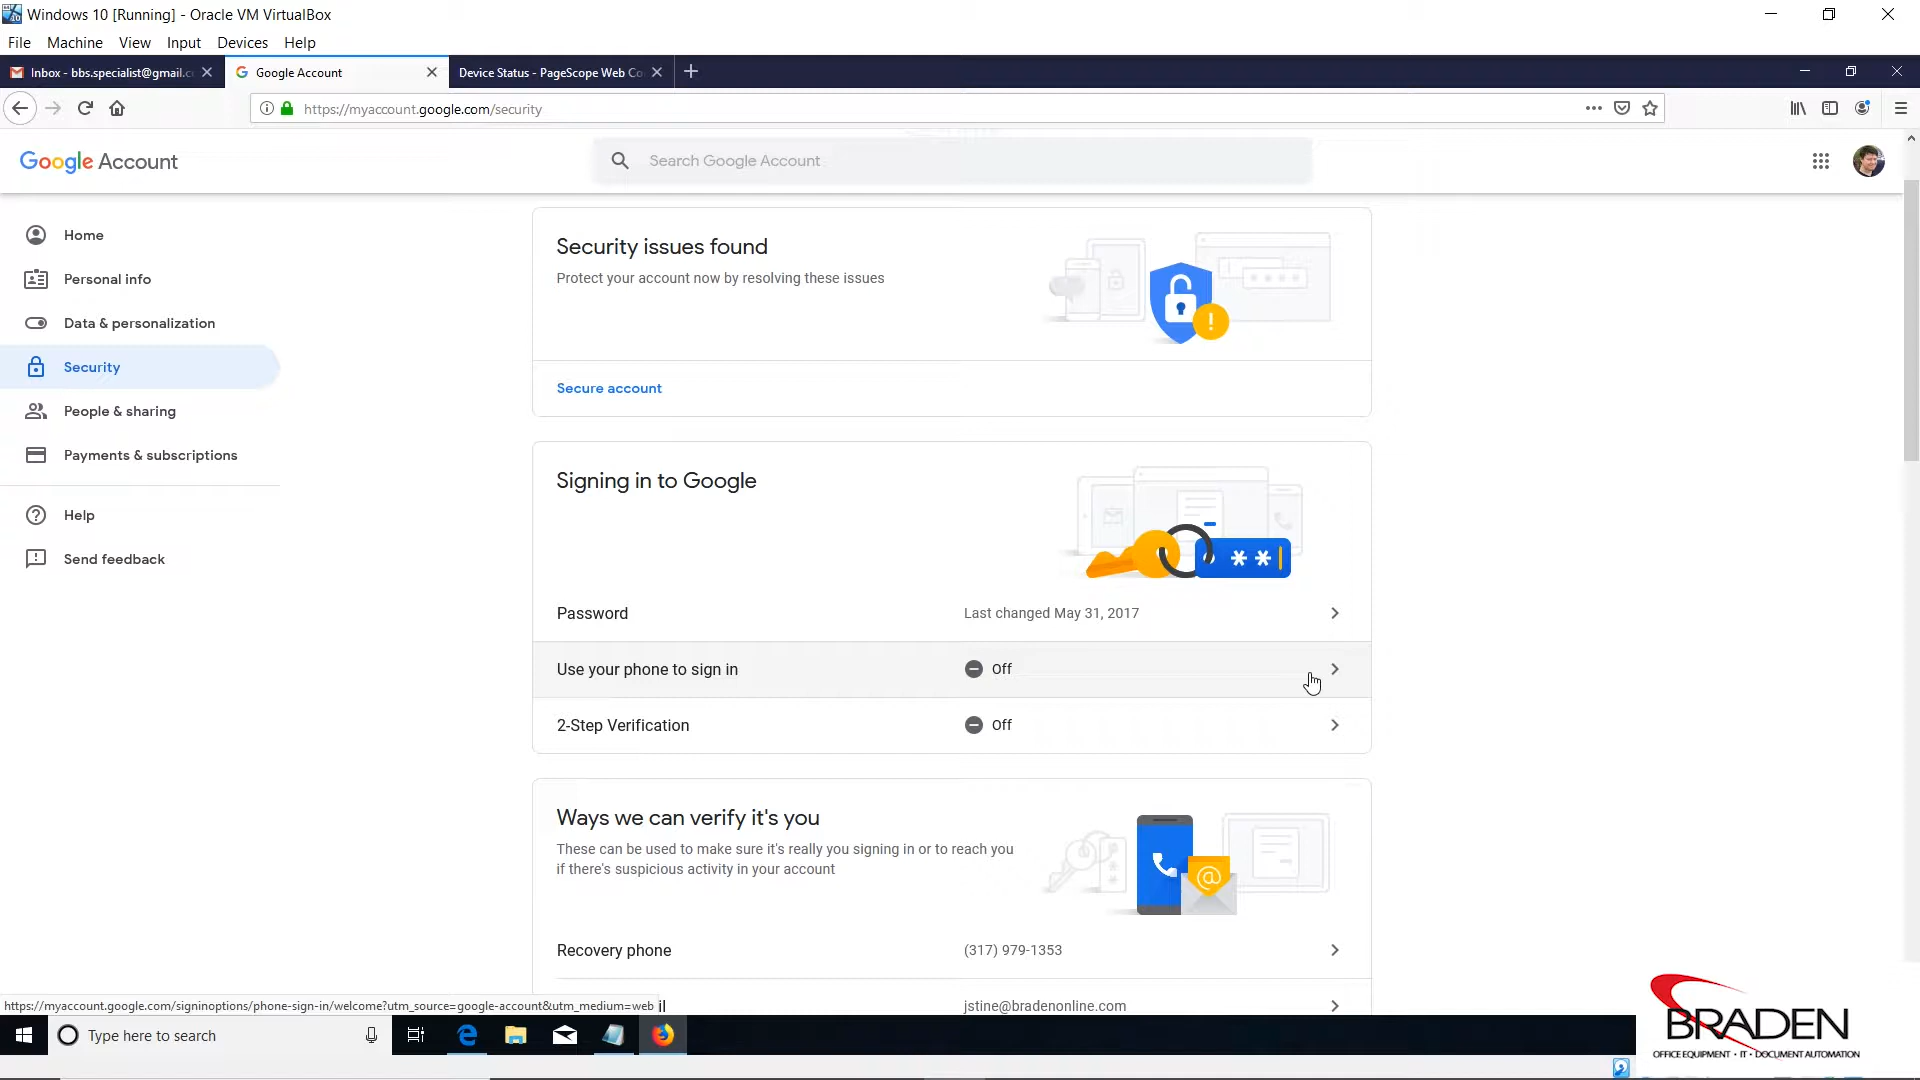 Windows 10 [Running] - Oracle VM VirtualBox
File Machine View Input Devices Help
Inbox - bbs.specialist@gmail.c
Google Account
Device Status - PageScope Web Co
https://myaccount.google.com/security
Google Account
Search Google Account
Home
Personal info
Data & personalization
Security
People & sharing
Payments & subscriptions
Help
Send feedback
Security issues found
Protect your account now by resolving these issues
Secure account
Signing in to Google
**
Password Last changed May 31, 2017
Use your phone to sign in Off
2-Step Verification Off
Ways we can verify it's you
These can be used to make sure it's really you signing in or to reach you
if there's suspicious activity in your account
Recovery phone (317) 979-1353
jstine@bradenonline.com
https://myaccount.google.com/signinoptions/phone-sign-in/welcome?utm_source=google-account&utm_medium=web
Type here to search
BRADEN
OFFICE EQUIPMENT • IT • DOCUMENT AUTOMATION